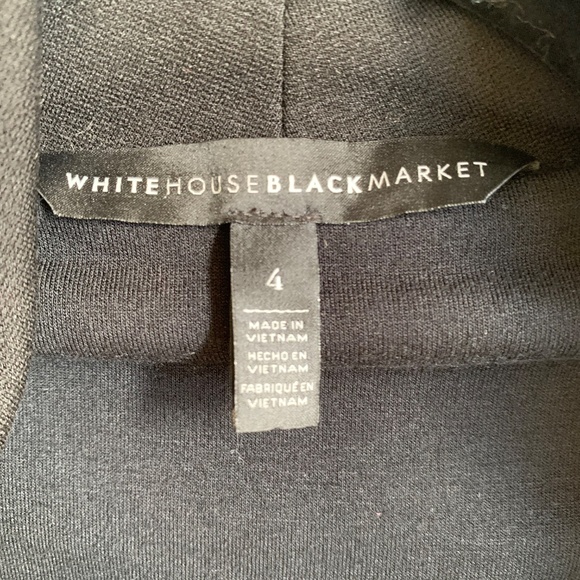 WHITEHOUSEBLACKMARKET
4
MADE IN
VIETNAM
HECHO EN
VIETNAM
FABRIQUÉ EN
VIETNAM